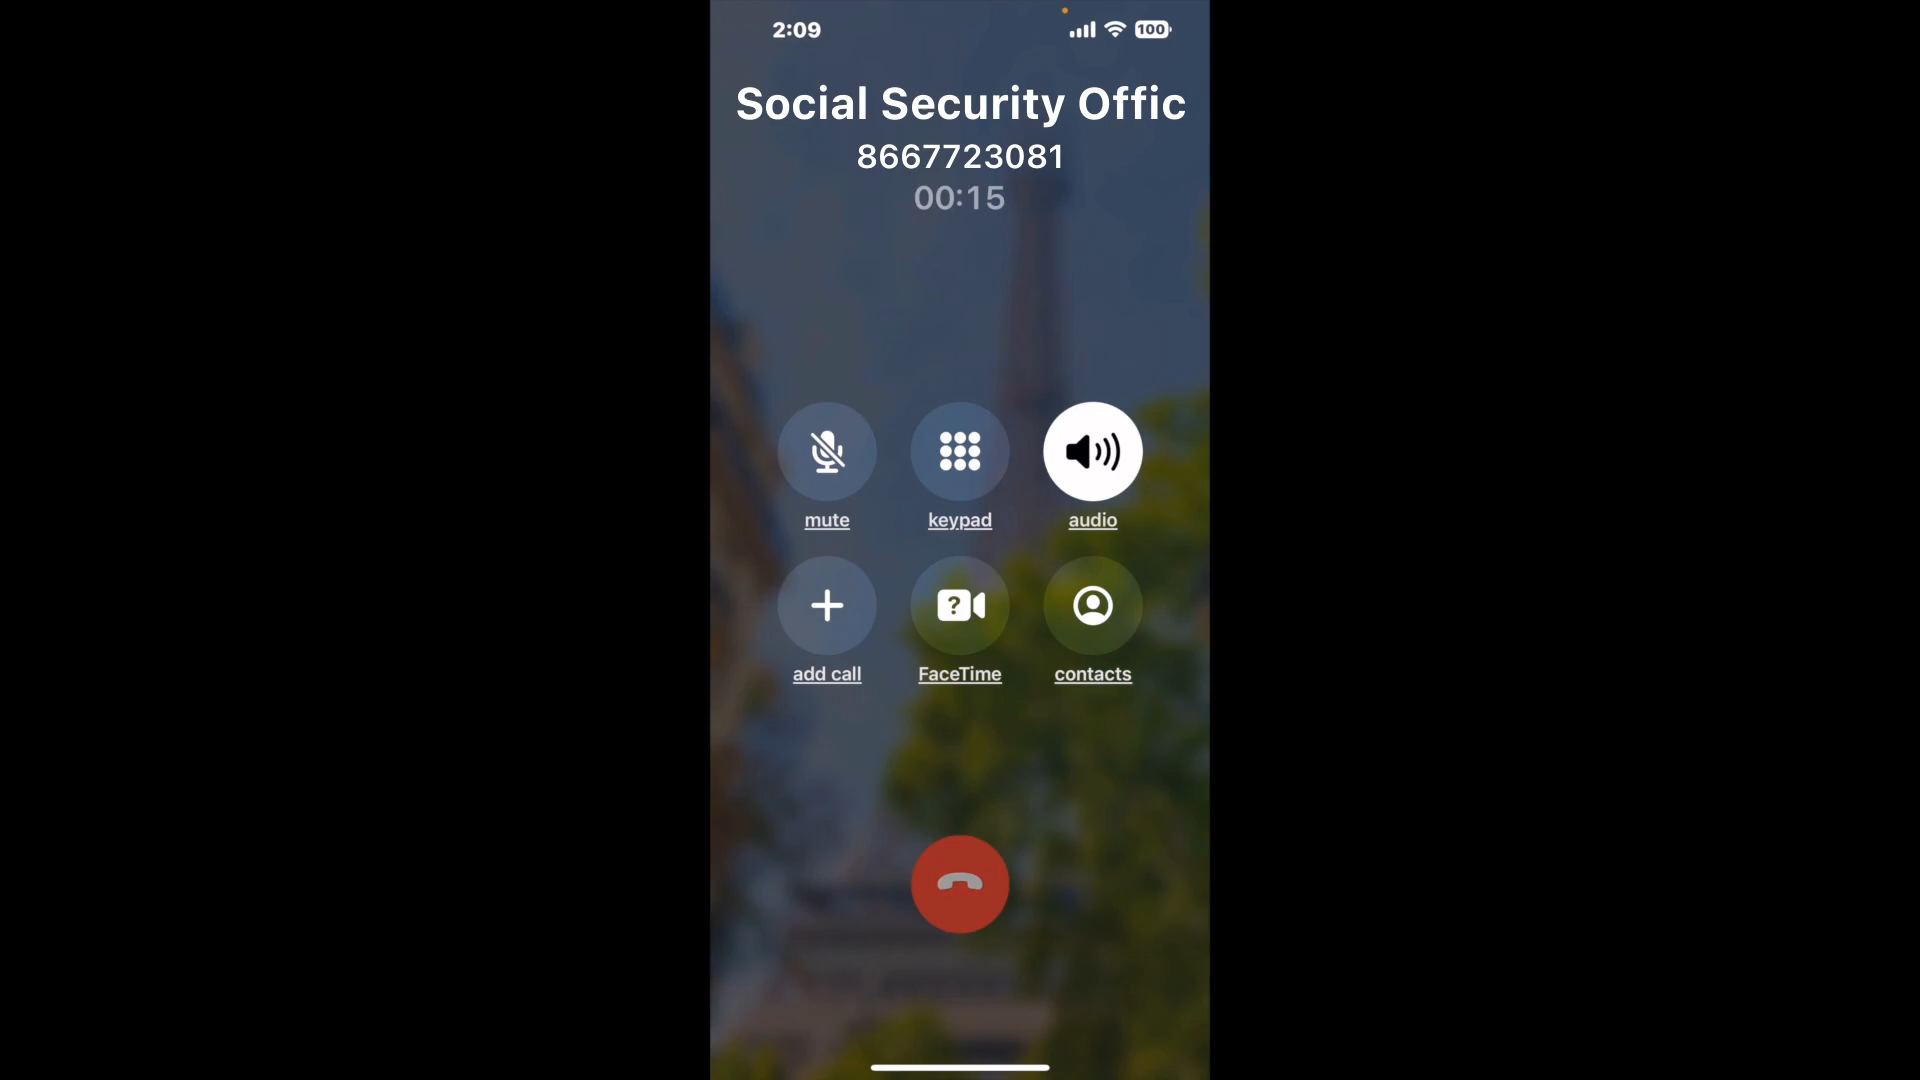 2:09
100
Social Security Offic
8667723081
00:15
mute
keypad
audio
?
add call
FaceTime
contacts